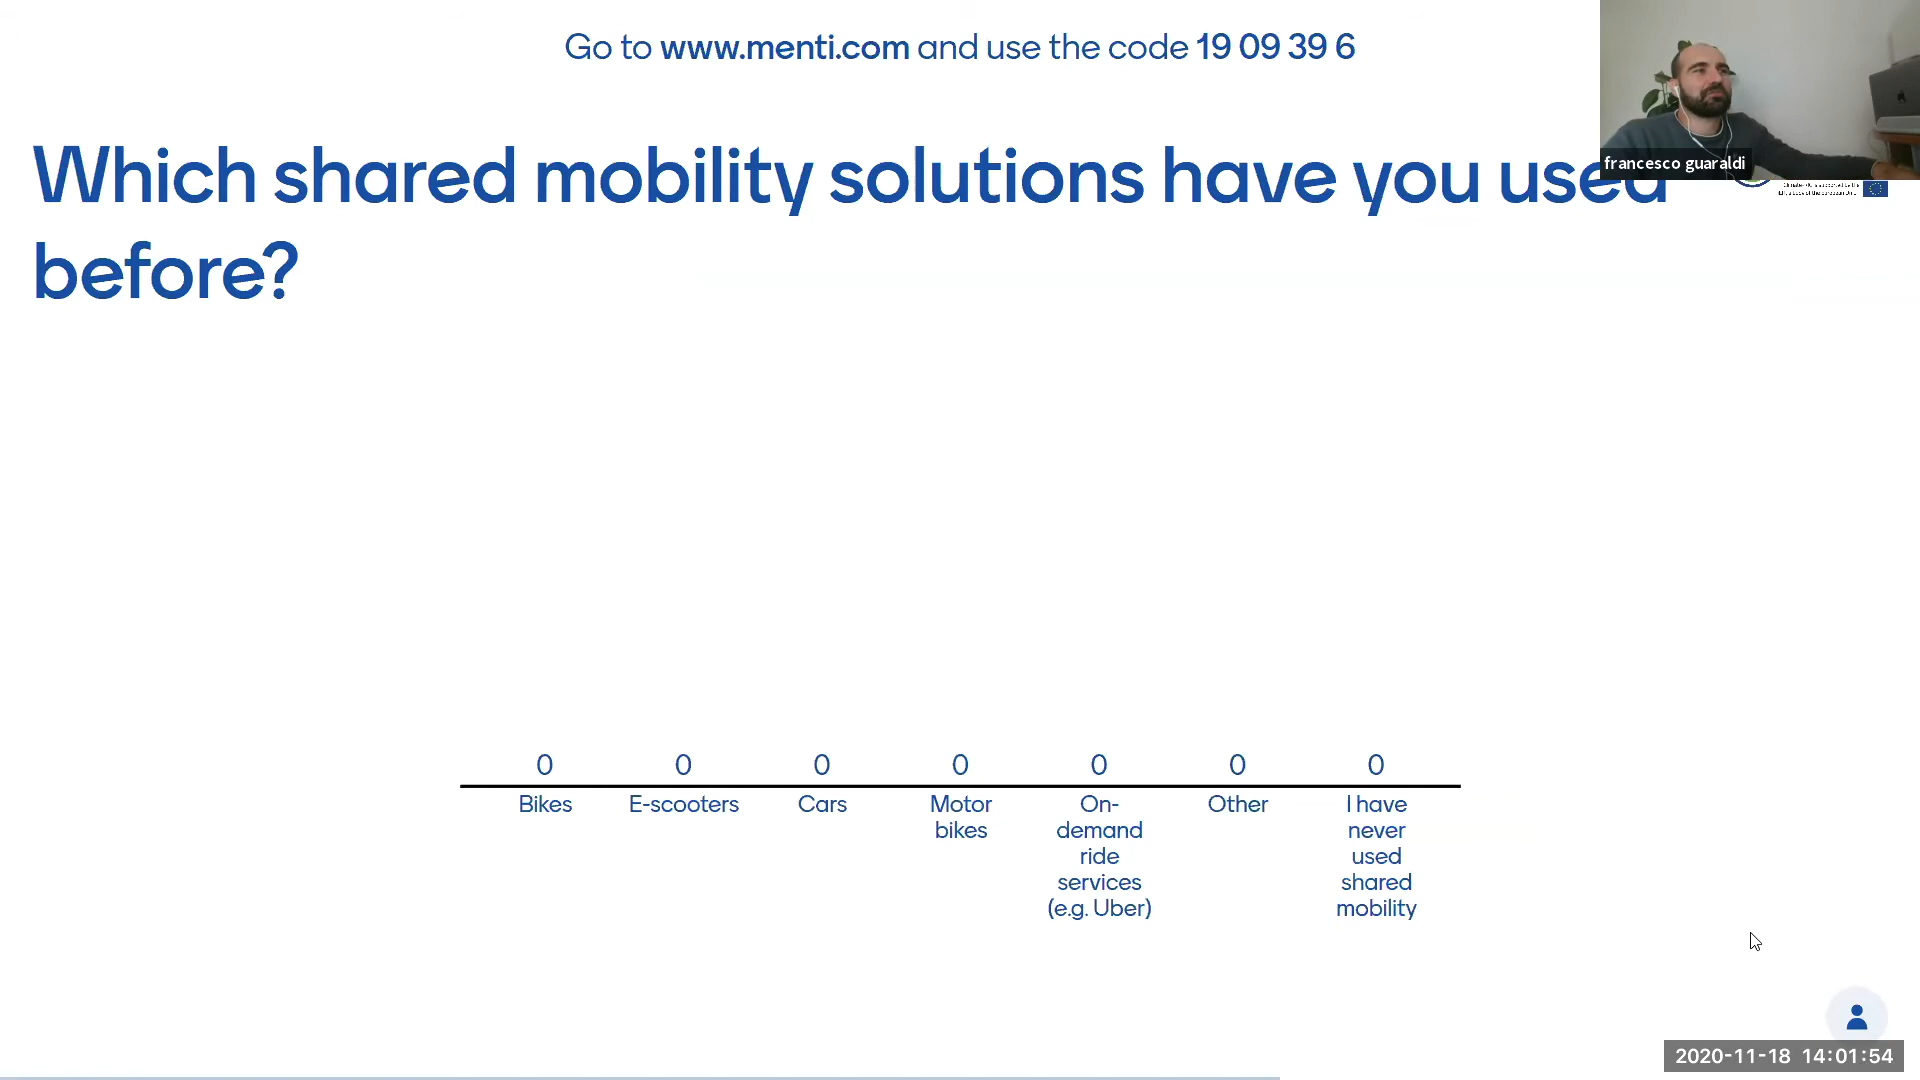 Go to www.menti.com and use the code 19 09 39 6
francesco guaraldi
Which shared mobility solutions have you used
before?
0 0 0 0 0 0 0
Bikes E-scooters Cars Motor bikes On-demand ride services (e.g. Uber) Other I have never used shared mobility
2020-11-18 14:01:54